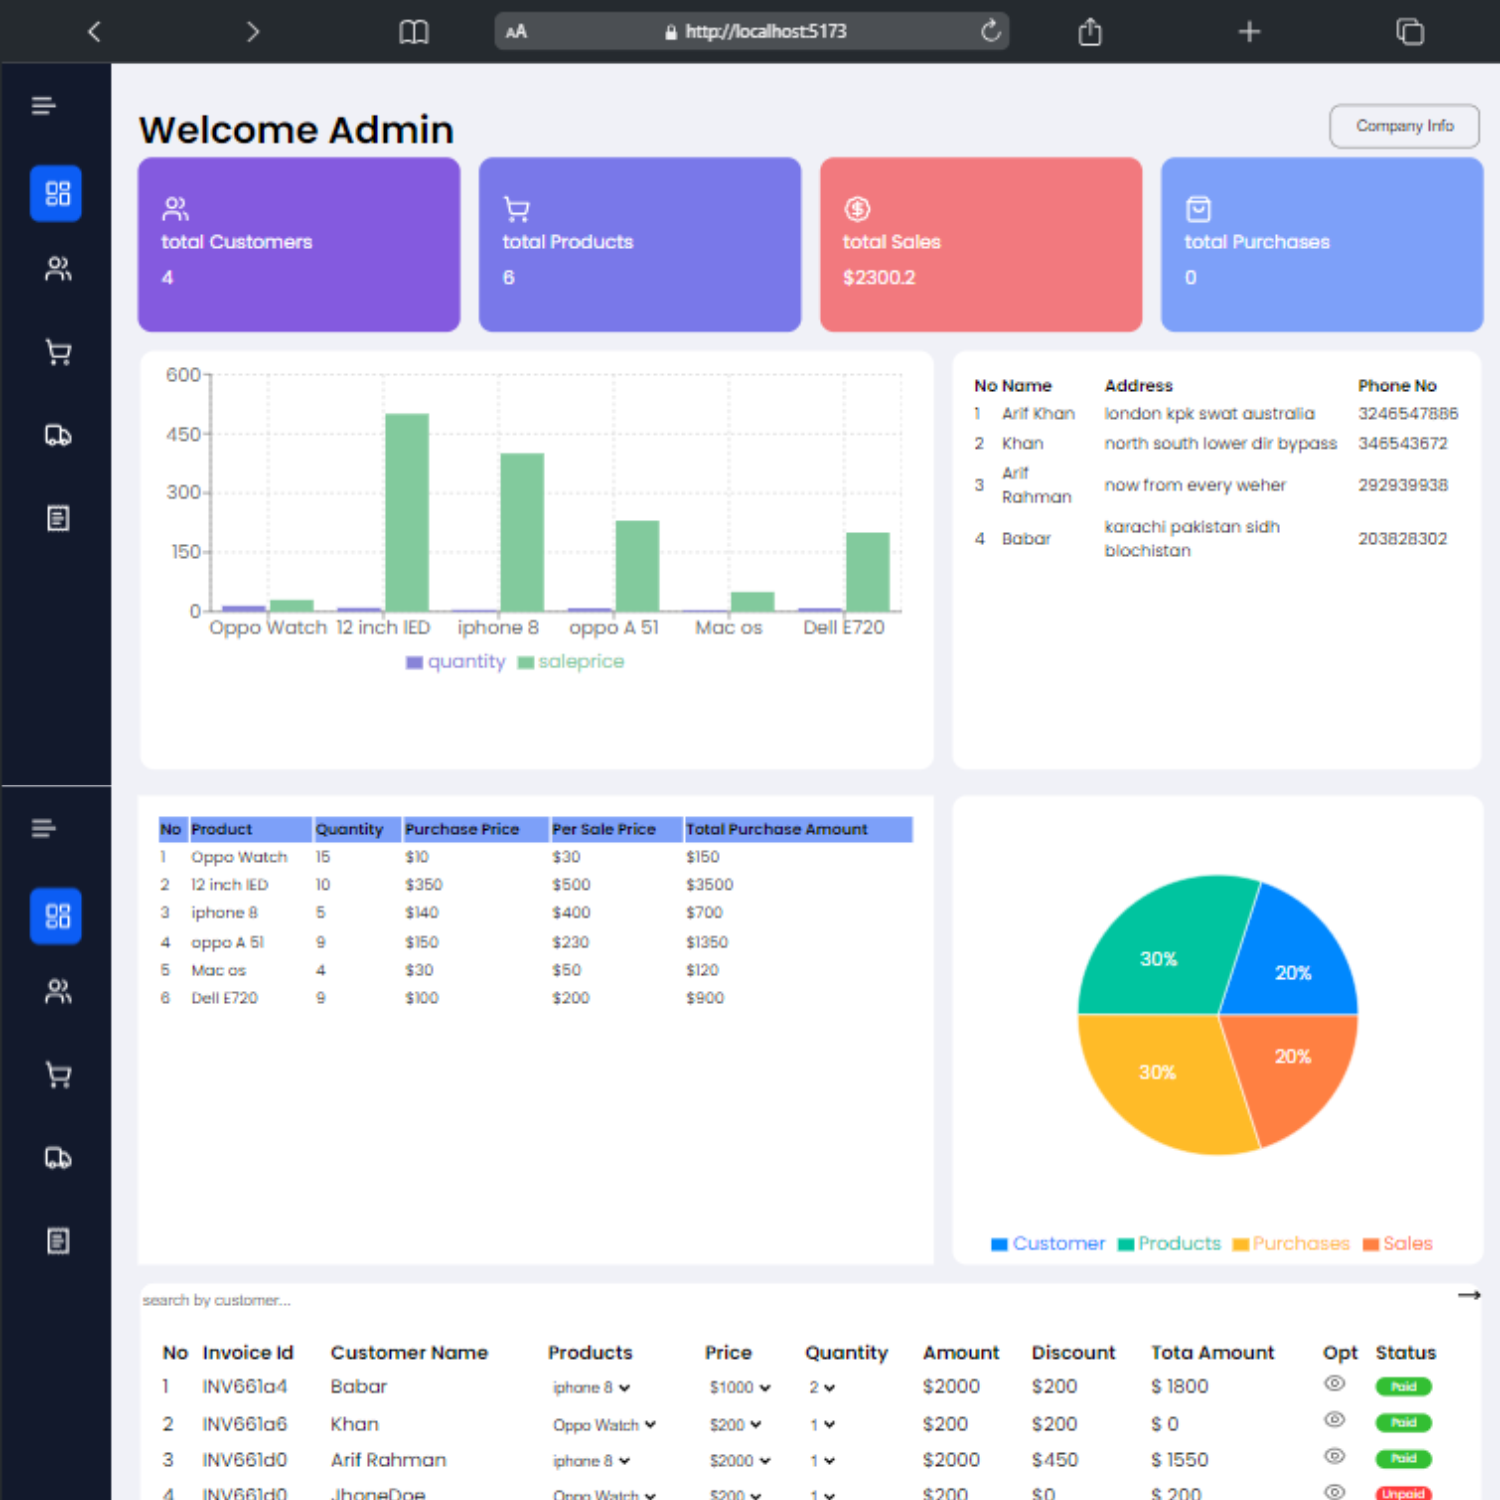 AA http://localhost:5173
Welcome Admin
Company Info
total Customers
4
total Products
6
total Sales
$2300.2
total Purchases
0
600
450
300
150
0
Oppo Watch 12 inch lED iphone 8 oppo A 51 Mac os Dell E720
quantity saleprice
No Name Address Phone No
1 Arif Khan london kpk swat australia 3246547886
2 Khan north south lower dir bypass 346543672
3 Arif Rahman now from every weher 292939938
4 Babar karachi pakistan sidh blochistan 203828302
No Product Quantity Purchase Price Per Sale Price Total Purchase Amount
1 Oppo Watch 15 $10 $30 $150
2 12 inch lED 10 $350 $500 $3500
3 iphone 8 5 $140 $400 $700
4 oppo A 51 9 $150 $230 $1350
5 Mac os 4 $30 $50 $120
6 Dell E720 9 $100 $200 $900
30%
20%
30%
20%
Customer Products Purchases Sales
search by customer...
No Invoice Id Customer Name Products Price Quantity Amount Discount Tota Amount Opt Status
1 INV661a4 Babar iphone 8 $1000 2 $2000 $200 $ 1800 Paid
2 INV661a6 Khan Oppo Watch $200 1 $200 $200 $ 0 Paid
3 INV661d0 Arif Rahman iphone 8 $2000 1 $2000 $450 $ 1550 Paid
4 INV661d0 JhoneDoe Oppo Watch $200 1 $200 $0 $ 200 Unpaid